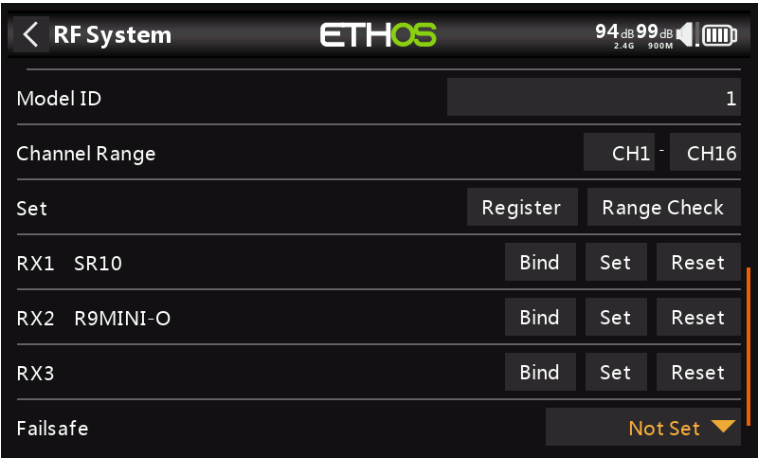 RF System ETHOS 94dB 99dB
2.4G 900M
Model ID 1
Channel Range CH1 - CH16
Set Register Range Check
RX1 SR10 Bind Set Reset
RX2 R9MINI-O Bind Set Reset
RX3 Bind Set Reset
Failsafe Not Set